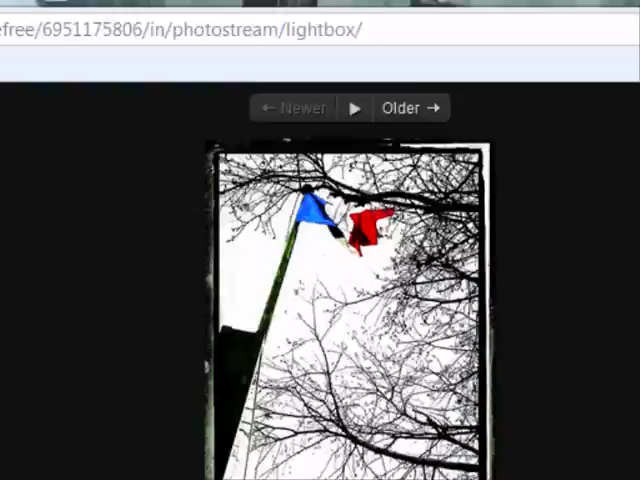 efree/6951175806/in/photostream/lightbox/
← Newer
Older →